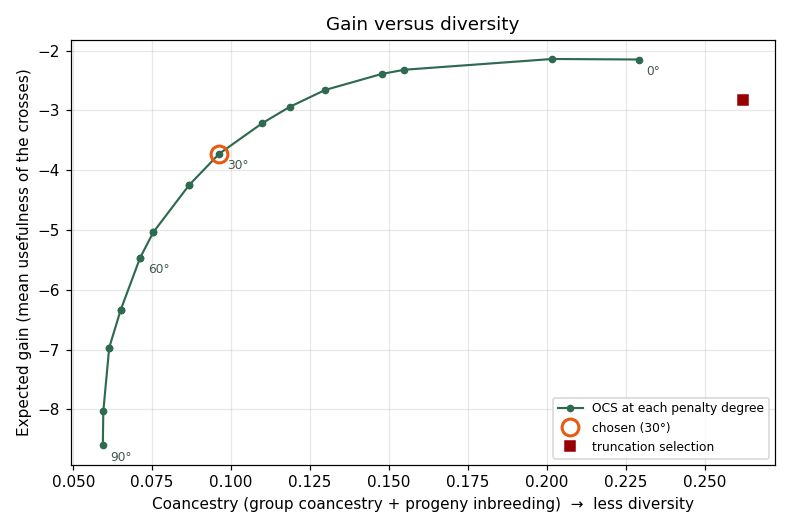 Gain versus diversity
Expected gain (mean usefulness of the crosses)
−2
−3
−4
−5
−6
−7
−8
0°
30°
60°
90°
OCS at each penalty degree
chosen (30°)
truncation selection
0.050 0.075 0.100 0.125 0.150 0.175 0.200 0.225 0.250
Coancestry (group coancestry + progeny inbreeding) → less diversity